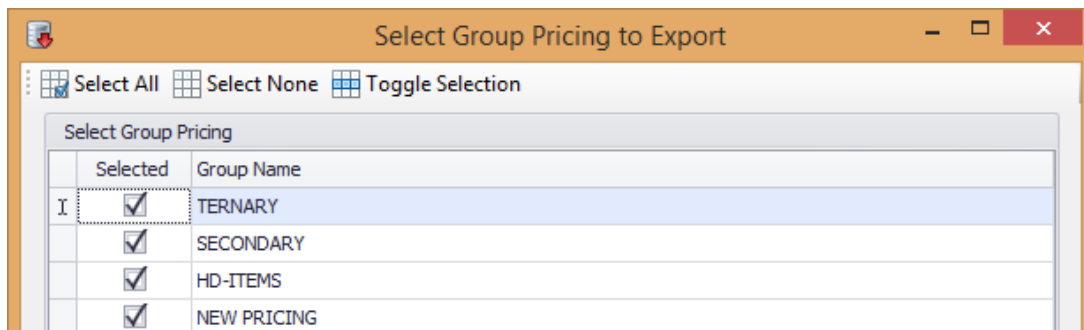 Select Group Pricing to Export
Select All Select None Toggle Selection
Select Group Pricing
Selected Group Name
TERNARY
SECONDARY
HD-ITEMS
NEW PRICING